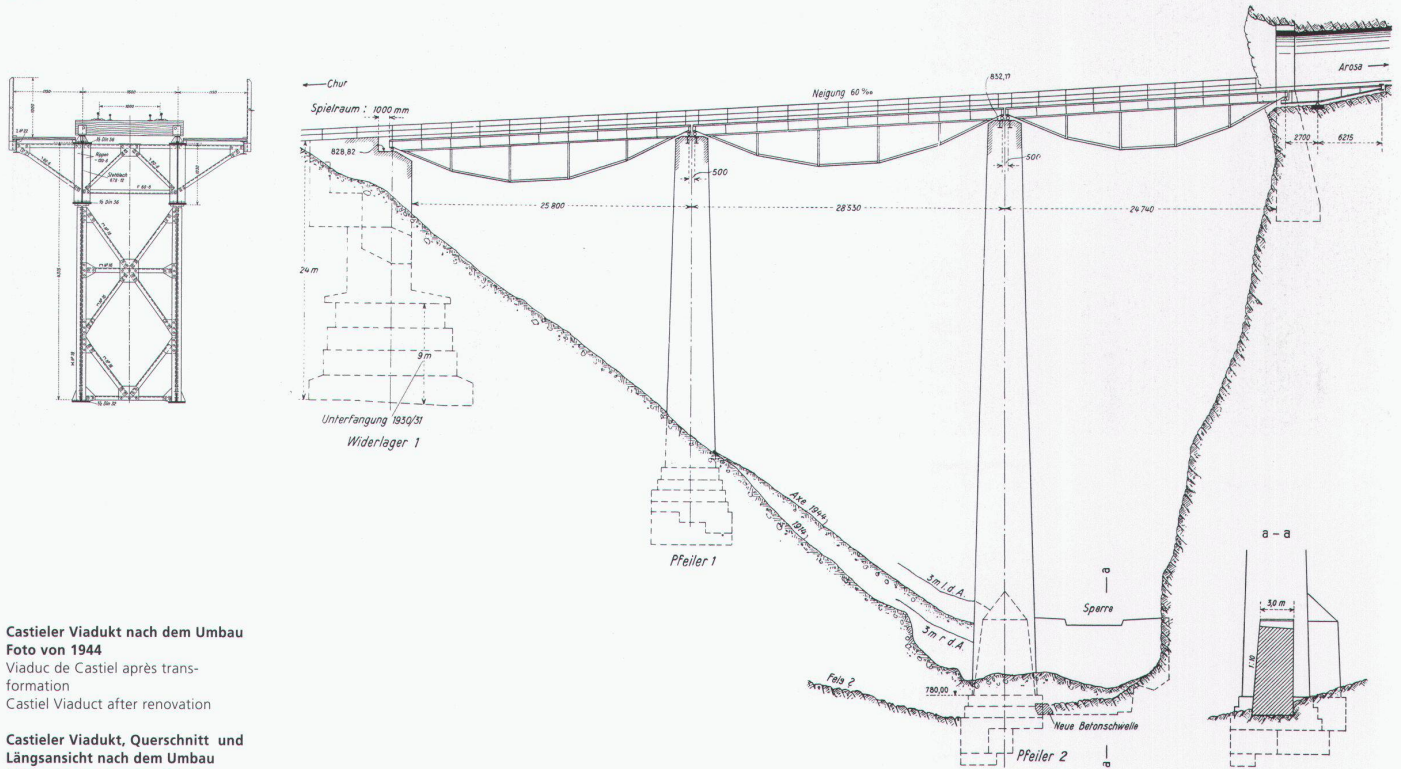 ← Chur
Spielraum : 1000 mm
828,82
Neigung 60 ‰
832,11
Arosa →
2700
6215
500
500
25 800
28 530
24 740
24 m
9 m
Unterfangung 1930/31
Widerlager 1
Pfeiler 1
Axe 1944
1914
3 m l. d. A.
3 m r. d. A.
a
Sperre
Fels ?
780,00
Neue Betonschwelle
Pfeiler 2
a
a – a
3,0 m
1:10
Castieler Viadukt nach dem Umbau
Foto von 1944
Viaduc de Castiel après trans-
formation
Castiel Viaduct after renovation
Castieler Viadukt, Querschnitt und
Längsansicht nach dem Umbau